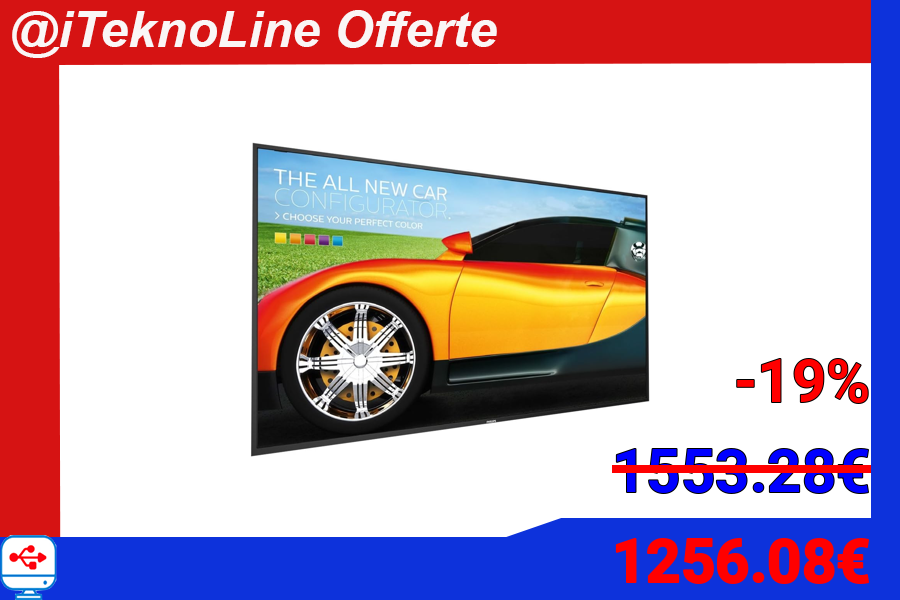 @iTeknoLine Offerte
THE ALL NEW CAR
CONFIGURATOR.
> CHOOSE YOUR PERFECT COLOR
-19%
1553.28€
1256.08€